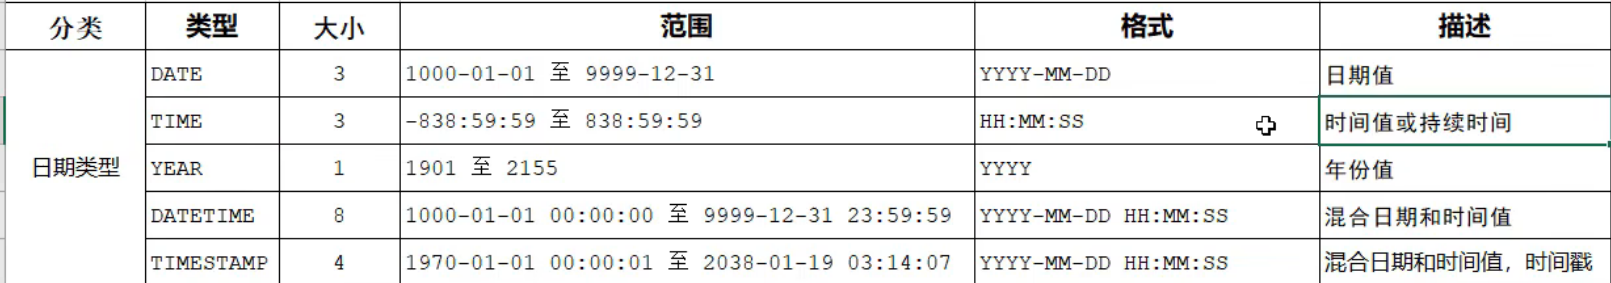 分类 类型 大小 范围 格式 描述
DATE 3 1000-01-01 至 9999-12-31 YYYY-MM-DD 日期值
TIME 3 -838:59:59 至 838:59:59 HH:MM:SS 时间值或持续时间
日期类型 YEAR 1 1901 至 2155 YYYY 年份值
DATETIME 8 1000-01-01 00:00:00 至 9999-12-31 23:59:59 YYYY-MM-DD HH:MM:SS 混合日期和时间值
TIMESTAMP 4 1970-01-01 00:00:01 至 2038-01-19 03:14:07 YYYY-MM-DD HH:MM:SS 混合日期和时间值，时间戳